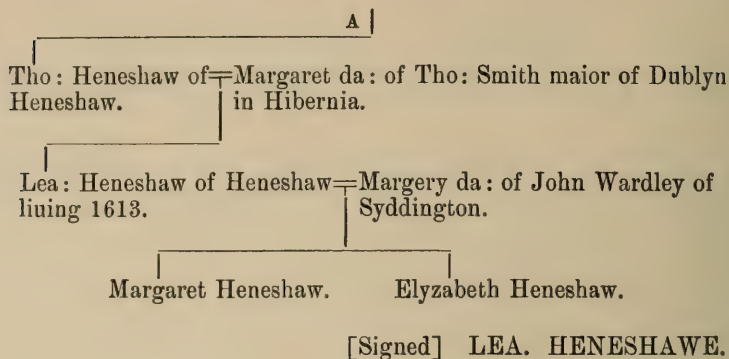 A
Tho: Heneshaw of Margaret da: of Tho: Smith maior of Dublyn
Heneshaw. in Hibernia.
Lea: Heneshaw of Heneshaw Margery da: of John Wardley of
liuing 1613. Syddington.
Margaret Heneshaw. Elyzabeth Heneshaw.
[Signed] LEA. HENESHAWE.